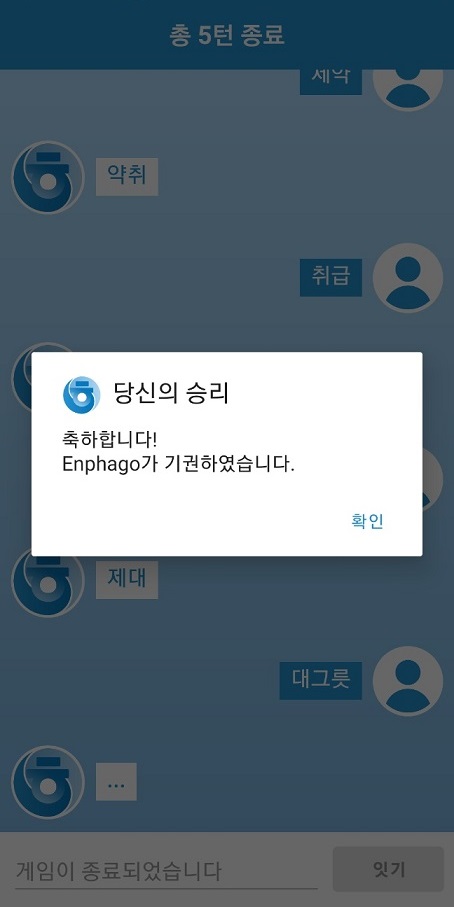 총 5턴 종료
제약
약취
취급
당신의 승리
축하합니다!
Enphago가 기권하였습니다.
확인
제대
대그릇
...
게임이 종료되었습니다
잇기